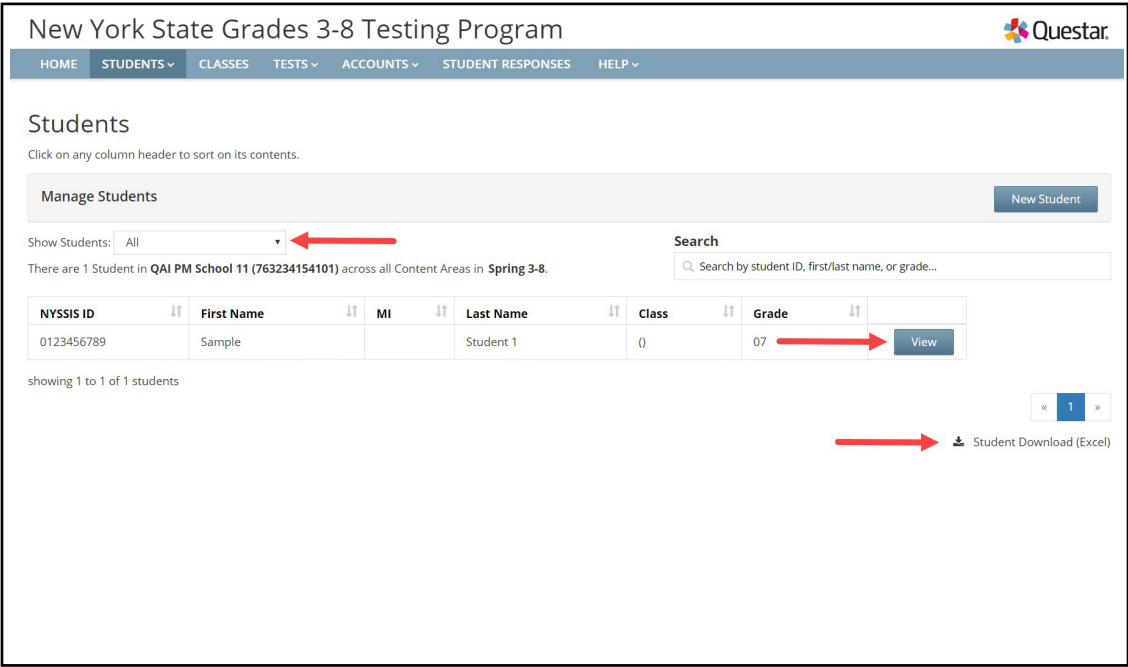 New York State Grades 3-8 Testing Program
Questar.
HOME STUDENTS CLASSES TESTS ACCOUNTS STUDENT RESPONSES HELP
Students
Click on any column header to sort on its contents.
Manage Students
New Student
Show Students: All
Search
There are 1 Student in QAI PM School 11 (763234154101) across all Content Areas in Spring 3-8.
Search by student ID, first/last name, or grade...
NYSSIS ID First Name MI Last Name Class Grade
0123456789 Sample Student 1 () 07 View
showing 1 to 1 of 1 students
« 1 »
Student Download (Excel)